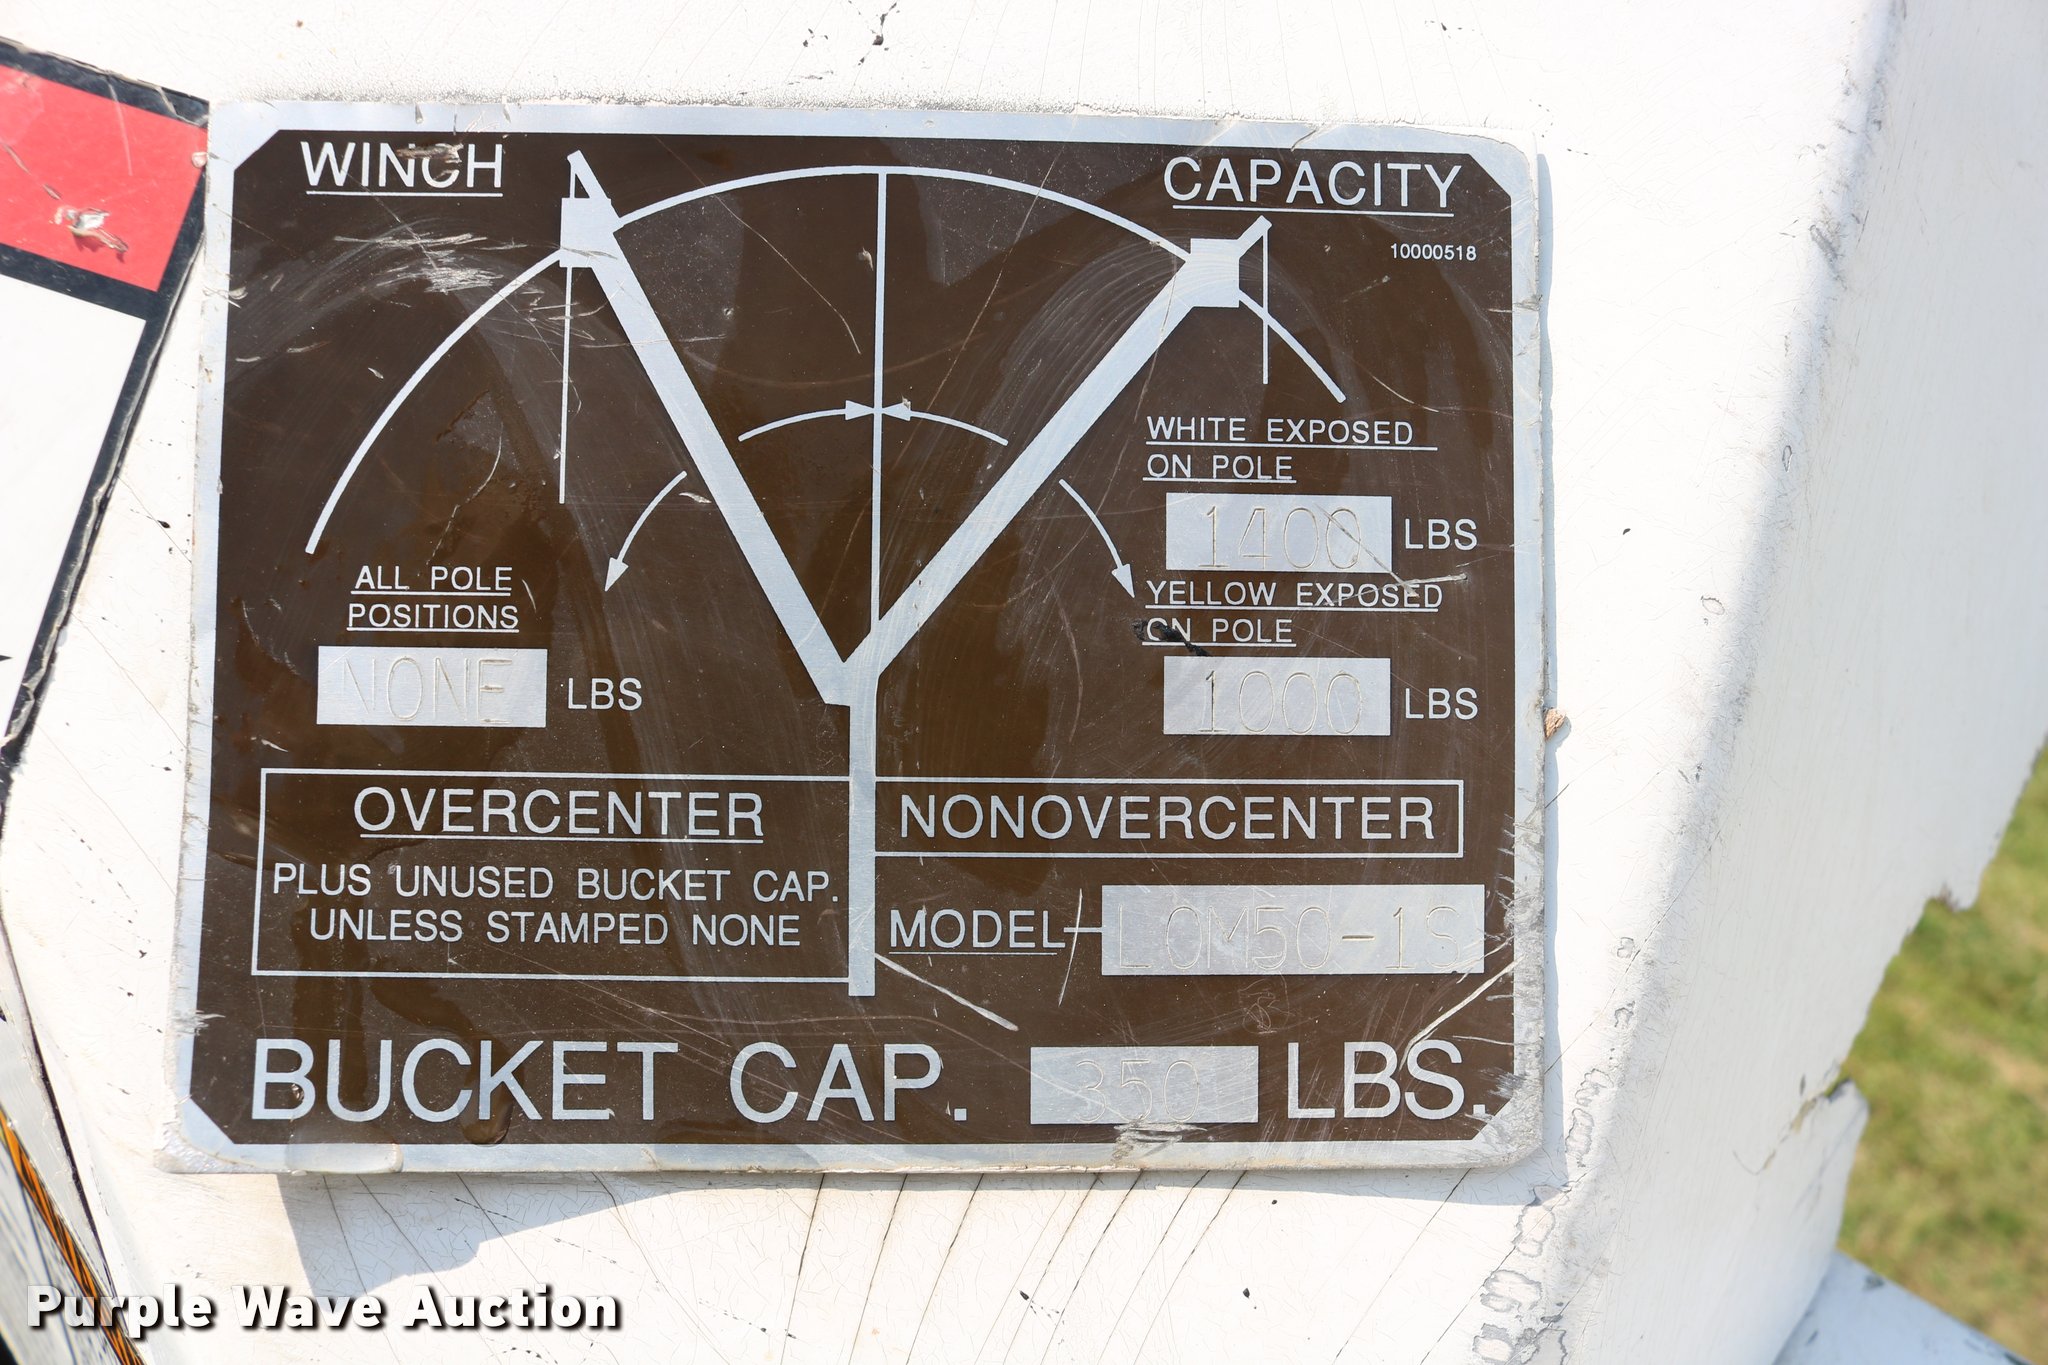 WINCH
CAPACITY
10000518
WHITE EXPOSED
ON POLE
1400 LBS
YELLOW EXPOSED
ON POLE
1000 LBS
ALL POLE
POSITIONS
NONE LBS
OVERCENTER
PLUS UNUSED BUCKET CAP.
UNLESS STAMPED NONE
NONOVERCENTER
MODEL LOM50-1S
BUCKET CAP. 350 LBS.
Purple Wave Auction